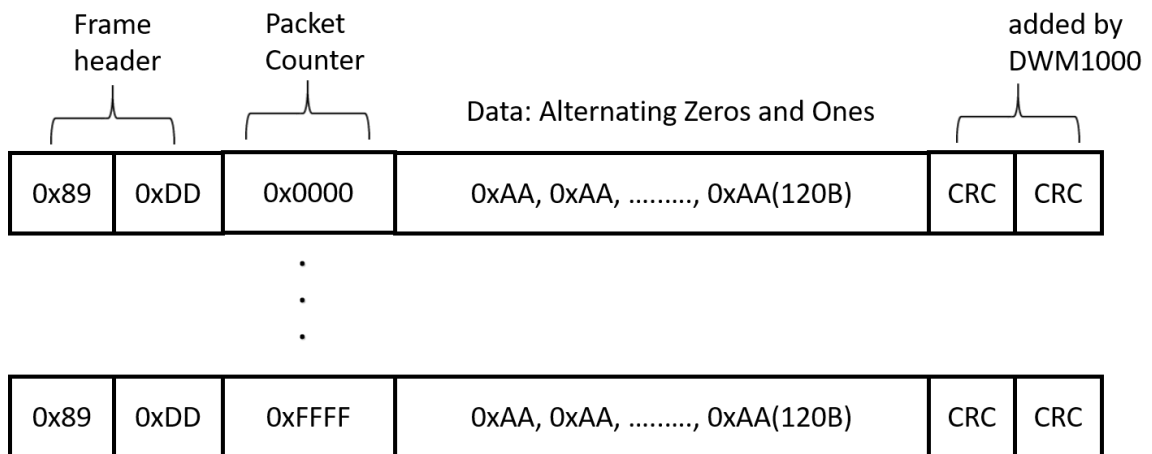 Frame
header
Packet
Counter
added by
DWM1000
Data: Alternating Zeros and Ones
0x89 0xDD 0x0000 0xAA, 0xAA, ........., 0xAA(120B) CRC CRC
.
.
.
0x89 0xDD 0xFFFF 0xAA, 0xAA, ........., 0xAA(120B) CRC CRC